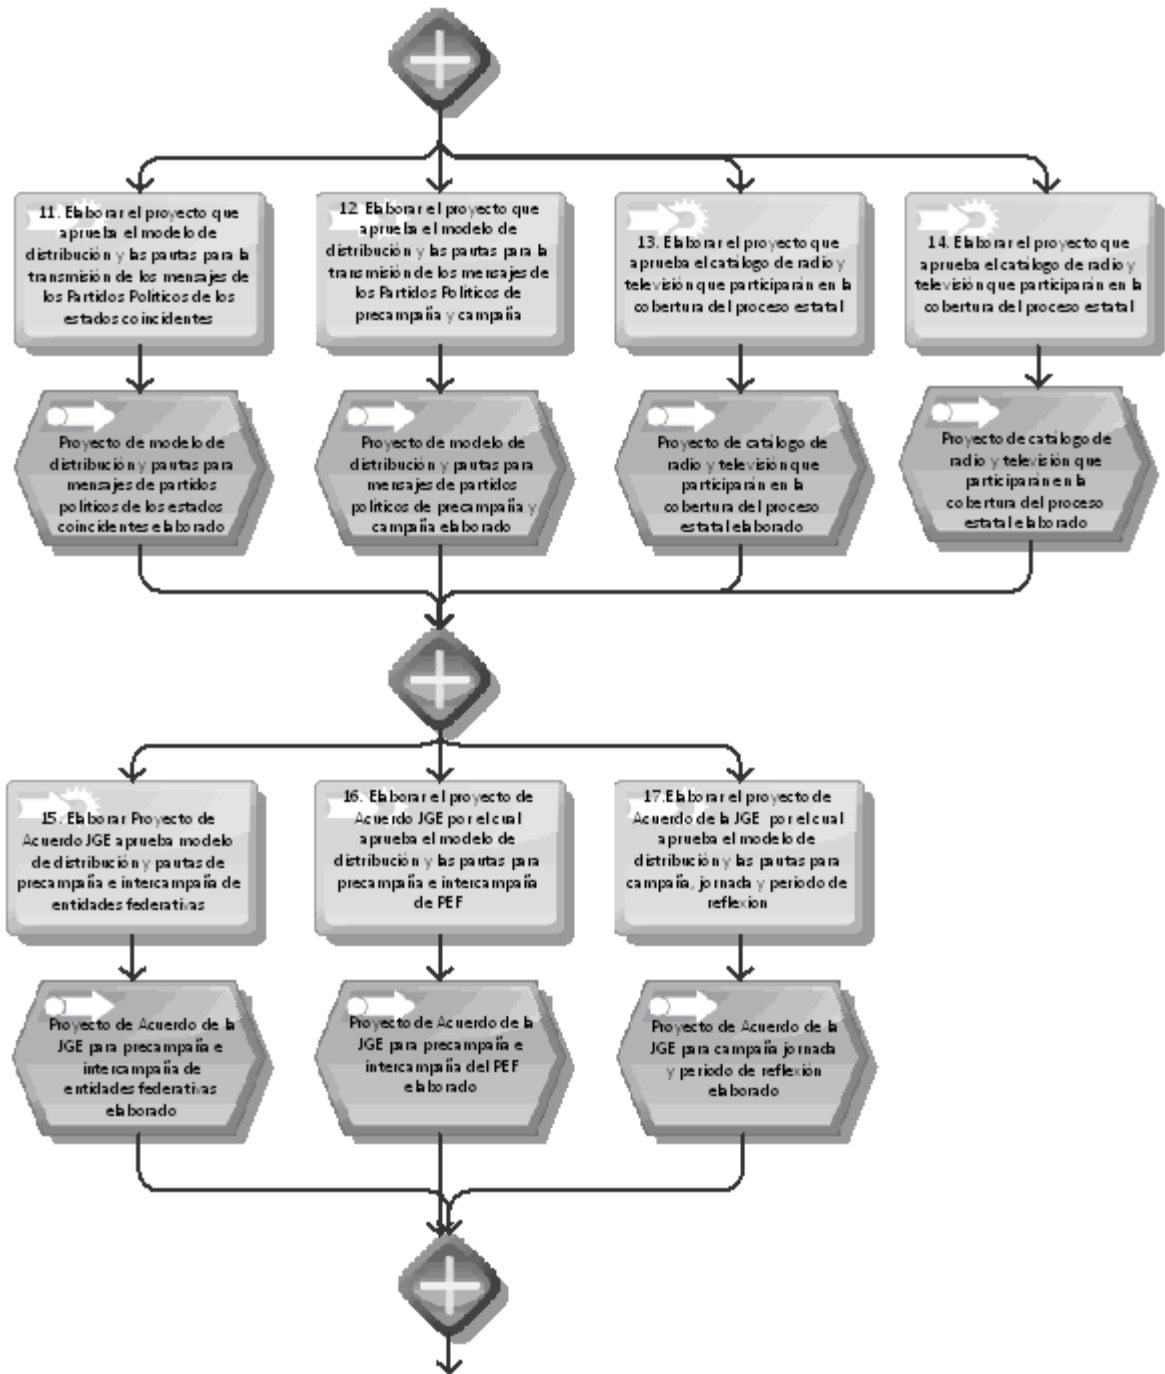 11. Elaborar el proyecto que
aprueba el modelo de
distribución y las pautas para la
transmisión de los mensajes de
los Partidos Políticos de los
estados coincidentes
12. Elaborar el proyecto que
aprueba el modelo de
distribución y las pautas para la
transmisión de los mensajes de
los Partidos Políticos de
precampaña y campaña
13. Elaborar el proyecto que
aprueba el catálogo de radio y
televisión que participarán en la
cobertura del proceso estatal
14. Elaborar el proyecto que
aprueba el catálogo de radio y
televisión que participarán en la
cobertura del proceso estatal
Proyecto de modelo de
distribución y pautas para
mensajes de partidos
políticos de los estados
coincidentes elaborado
Proyecto de modelo de
distribución y pautas para
mensajes de partidos
políticos de precampaña y
campaña elaborado
Proyecto de catálogo de
radio y televisión que
participarán en la
cobertura del proceso
estatal elaborado
Proyecto de catálogo de
radio y televisión que
participarán en la
cobertura del proceso
estatal elaborado
15. Elaborar Proyecto de
Acuerdo JGE aprueba modelo
de distribución y pautas de
precampaña e intercampaña de
entidades federativas
16. Elaborar el proyecto de
Acuerdo JGE por el cual
aprueba el modelo de
distribución y las pautas para
precampaña e intercampaña
de PEF
17.Elaborar el proyecto de
Acuerdo de la JGE por el cual
aprueba el modelo de
distribución y las pautas para
campaña, jornada y periodo de
reflexion
Proyecto de Acuerdo de la
JGE para precampaña e
intercampaña de
entidades federativas
elaborado
Proyecto de Acuerdo de la
JGE para precampaña e
intercampaña del PEF
elaborado
Proyecto de Acuerdo de la
JGE para campaña jornada
y periodo de reflexión
elaborado